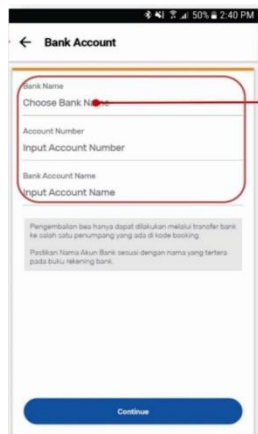 50% 2:40 PM
Bank Account
Bank Name
Choose Bank Name
Account Number
Input Account Number
Bank Account Name
Input Account Name
Pengembalian bea hanya dapat dilakukan melalui transfer bank
ke salah satu penumpang yang ada di kode booking.
Pastikan Nama Akun Bank sesuai dengan nama yang tertera
pada buku rekening bank.
Continue